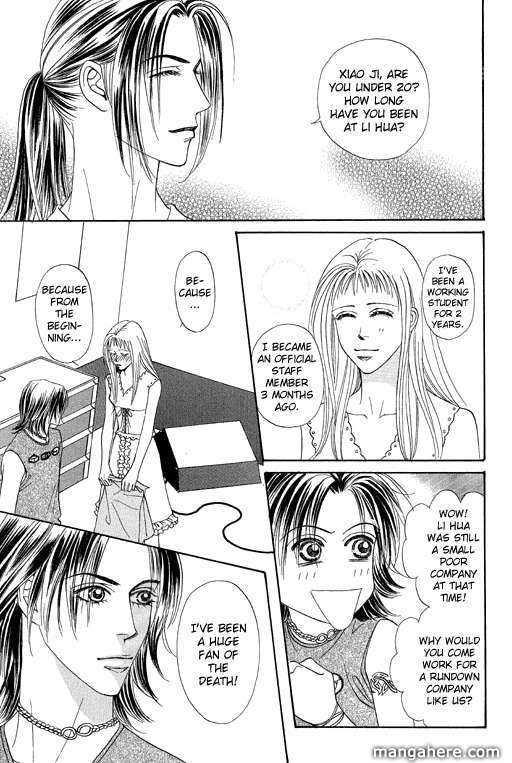 XIAO JI, ARE
YOU UNDER 20?
HOW LONG
HAVE YOU BEEN
AT LI HUA?
I'VE
BEEN A
WORKING
STUDENT
FOR 2
YEARS.
I BECAME
AN OFFICIAL
STAFF
MEMBER
3 MONTHS
AGO.
WOW!
LI HUA
WAS STILL
A SMALL
POOR
COMPANY
AT THAT
TIME!
WHY WOULD
YOU COME
WORK FOR
A RUNDOWN
COMPANY
LIKE US?
BE-
CAUSE
...
BECAUSE
FROM THE
BEGIN-
NING...
I'VE BEEN
A HUGE
FAN OF
THE
DEATH!
mangahere.com